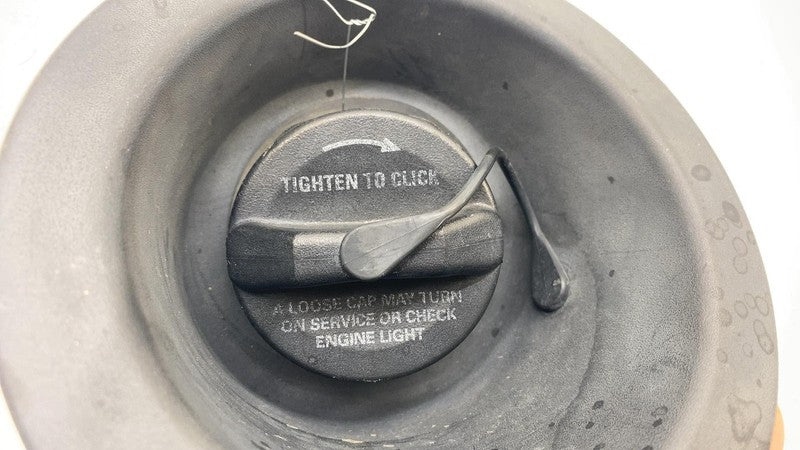 TIGHTEN TO CLICK
A LOOSE CAP MAY TURN
ON SERVICE OR CHECK
ENGINE LIGHT